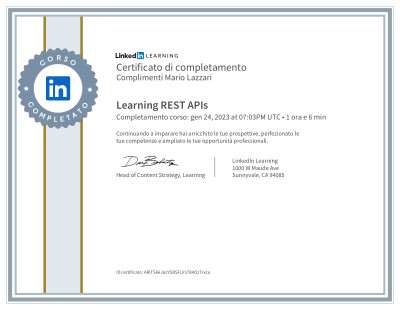 CORSO
in
COMPLETATO
LinkedIn LEARNING
Certificato di completamento
Complimenti Mario Lazzari
Learning REST APIs
Completamento corso: gen 24, 2023 at 07:03PM UTC • 1 ora e 6 min
Continuando a imparare hai arricchito le tue prospettive, perfezionato le
tue competenze e ampliato le tue opportunità professionali.
Head of Content Strategy, Learning
LinkedIn Learning
1000 W Maude Ave
Sunnyvale, CA 94085
ID certificato: